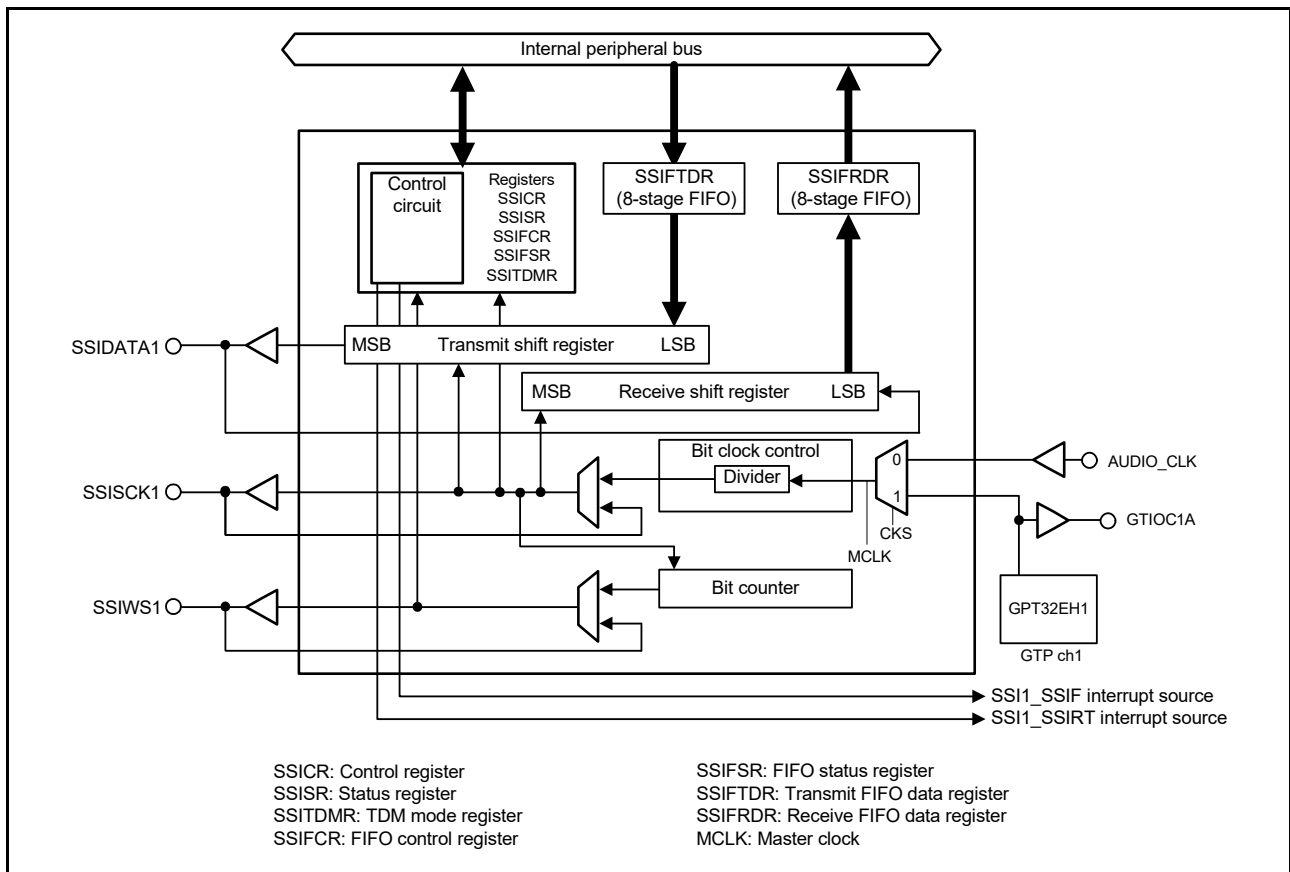 Internal peripheral bus
Control
circuit
Registers
SSICR
SSISR
SSIFCR
SSIFSR
SSITDMR
SSIFTDR
(8-stage FIFO)
SSIFRDR
(8-stage FIFO)
SSIDATA1
MSB Transmit shift register LSB
MSB Receive shift register LSB
Bit clock control
Divider
0
1
AUDIO_CLK
SSISCK1
GTIOC1A
CKS
MCLK
Bit counter
SSIWS1
GPT32EH1
GTP ch1
SSI1_SSIF interrupt source
SSI1_SSIRT interrupt source
SSICR: Control register
SSISR: Status register
SSITDMR: TDM mode register
SSIFCR: FIFO control register
SSIFSR: FIFO status register
SSIFTDR: Transmit FIFO data register
SSIFRDR: Receive FIFO data register
MCLK: Master clock